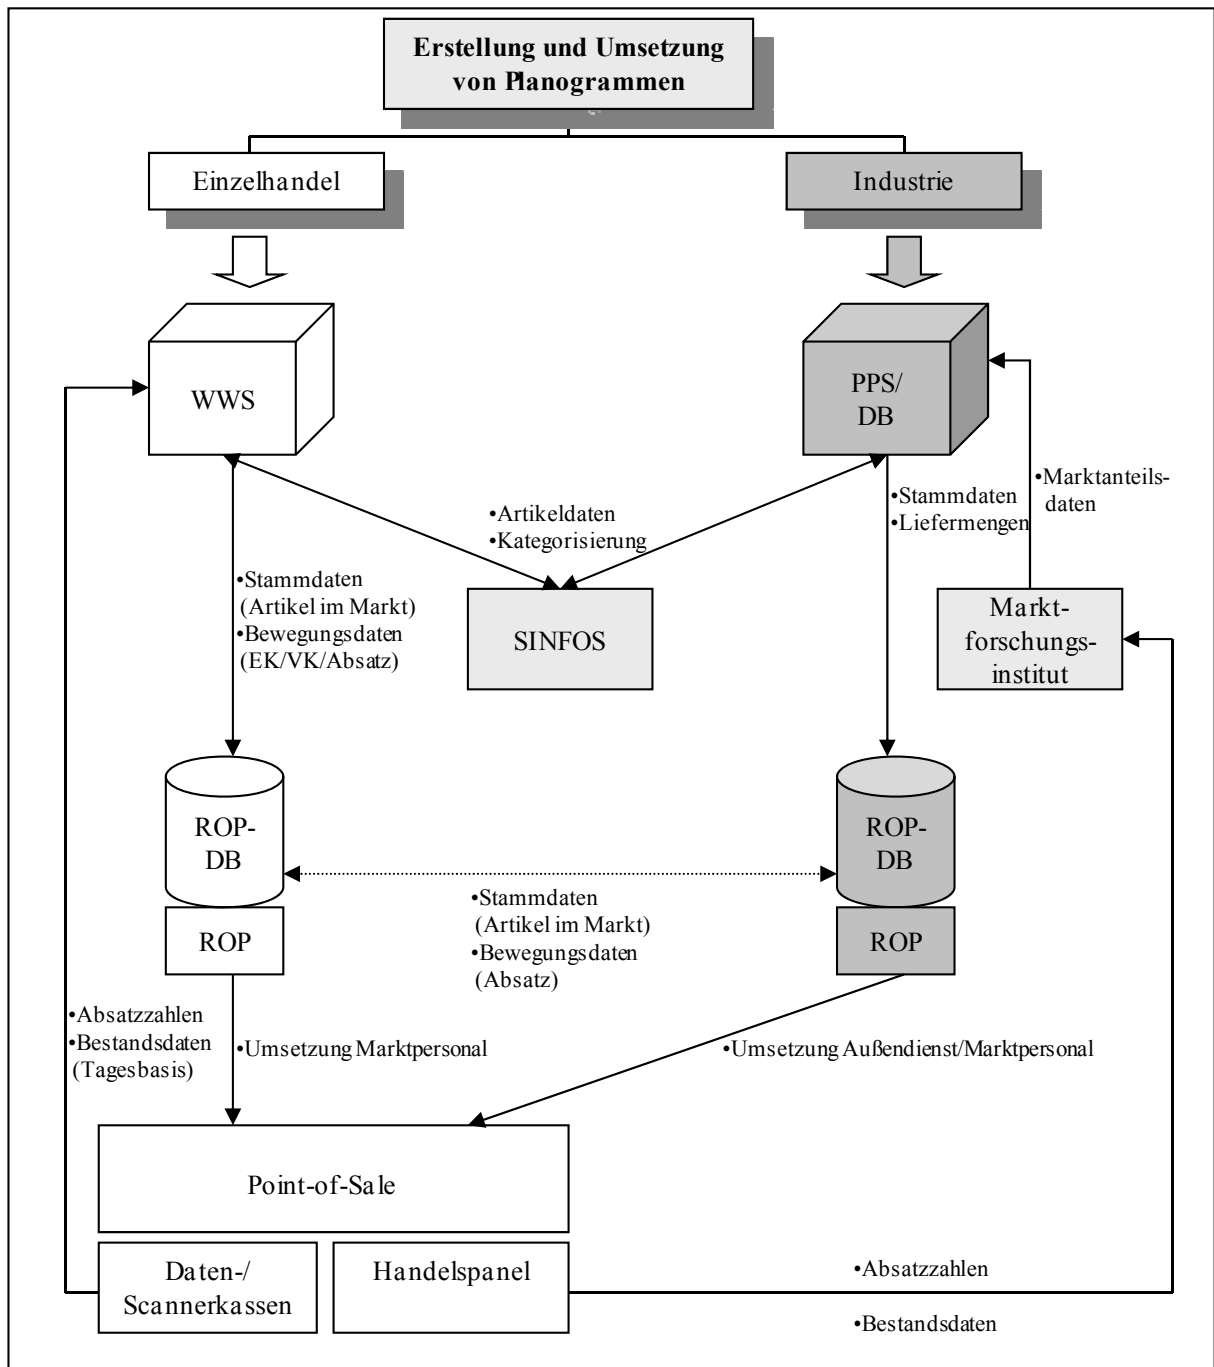 Erstellung und Umsetzung
von Planogrammen
Einzelhandel
Industrie
WWS
PPS/
DB
•Marktanteils-
daten
•Stammdaten
•Liefermengen
•Artikeldaten
•Kategorisierung
•Stammdaten
(Artikel im Markt)
•Bewegungsdaten
(EK/VK/Absatz)
SINFOS
Markt-
forschungs-
institut
ROP-
DB
ROP
ROP-
DB
ROP
•Stammdaten
(Artikel im Markt)
•Bewegungsdaten
(Absatz)
•Absatzzahlen
•Bestandsdaten
(Tagesbasis)
•Umsetzung Marktpersonal
•Umsetzung Außendienst/Marktpersonal
Point-of-Sale
Daten-/
Scannerkassen
Handelspanel
•Absatzzahlen
•Bestandsdaten